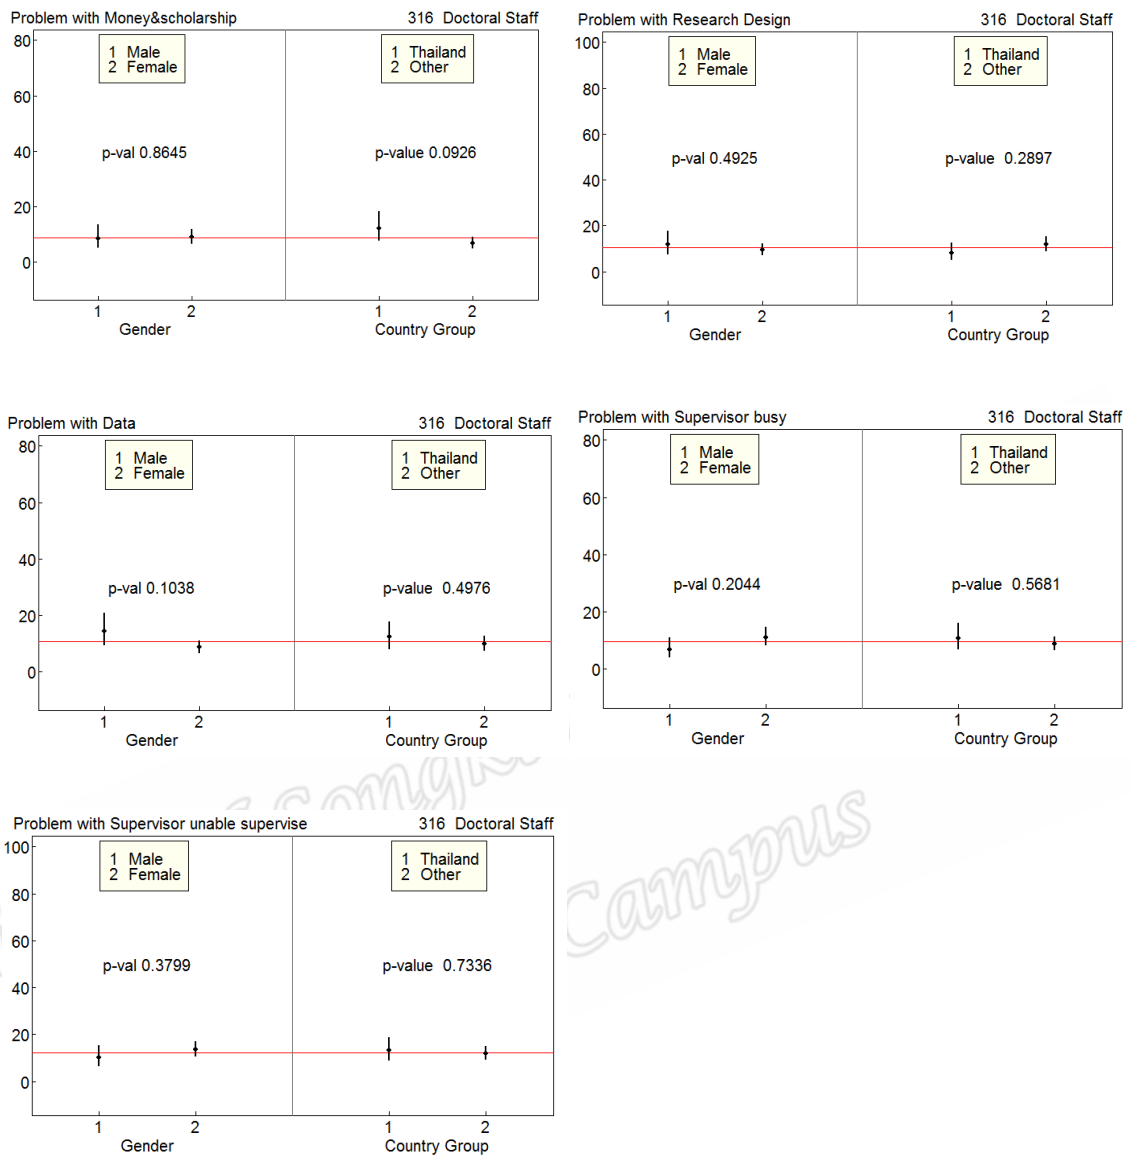 Problem with Money&scholarship 316 Doctoral Staff
80
60
40
20
0
1 Male
2 Female
1 Thailand
2 Other
p-val 0.8645
p-value 0.0926
1 2 1 2
Gender Country Group
Problem with Research Design 316 Doctoral Staff
100
80
60
40
20
0
1 Male
2 Female
1 Thailand
2 Other
p-val 0.4925
p-value 0.2897
1 2 1 2
Gender Country Group
Problem with Data 316 Doctoral Staff
80
60
40
20
0
1 Male
2 Female
1 Thailand
2 Other
p-val 0.1038
p-value 0.4976
1 2 1 2
Gender Country Group
Problem with Supervisor busy 316 Doctoral Staff
80
60
40
20
0
1 Male
2 Female
1 Thailand
2 Other
p-val 0.2044
p-value 0.5681
1 2 1 2
Gender Country Group
Problem with Supervisor unable supervise 316 Doctoral Staff
100
80
60
40
20
0
1 Male
2 Female
1 Thailand
2 Other
p-val 0.3799
p-value 0.7336
1 2 1 2
Gender Country Group
Campus